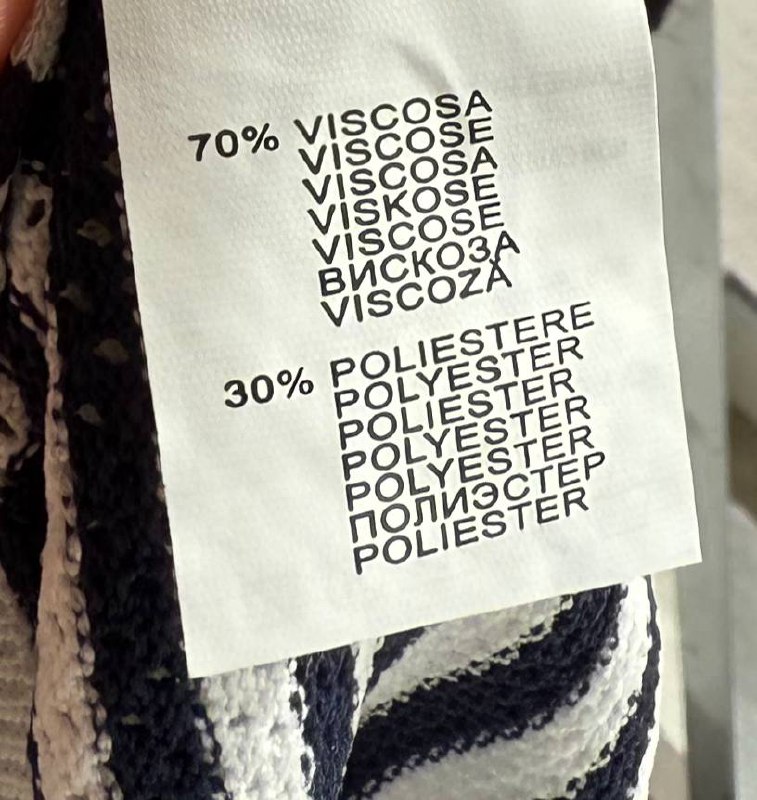 70% VISCOSA
VISCOSE
VISCOSA
VISKOSE
VISCOSE
ВИСКОЗА
VISCOZĂ
30% POLIESTERE
POLYESTER
POLIESTER
POLYESTER
POLYESTER
ПОЛИЭСТЕР
POLIESTER